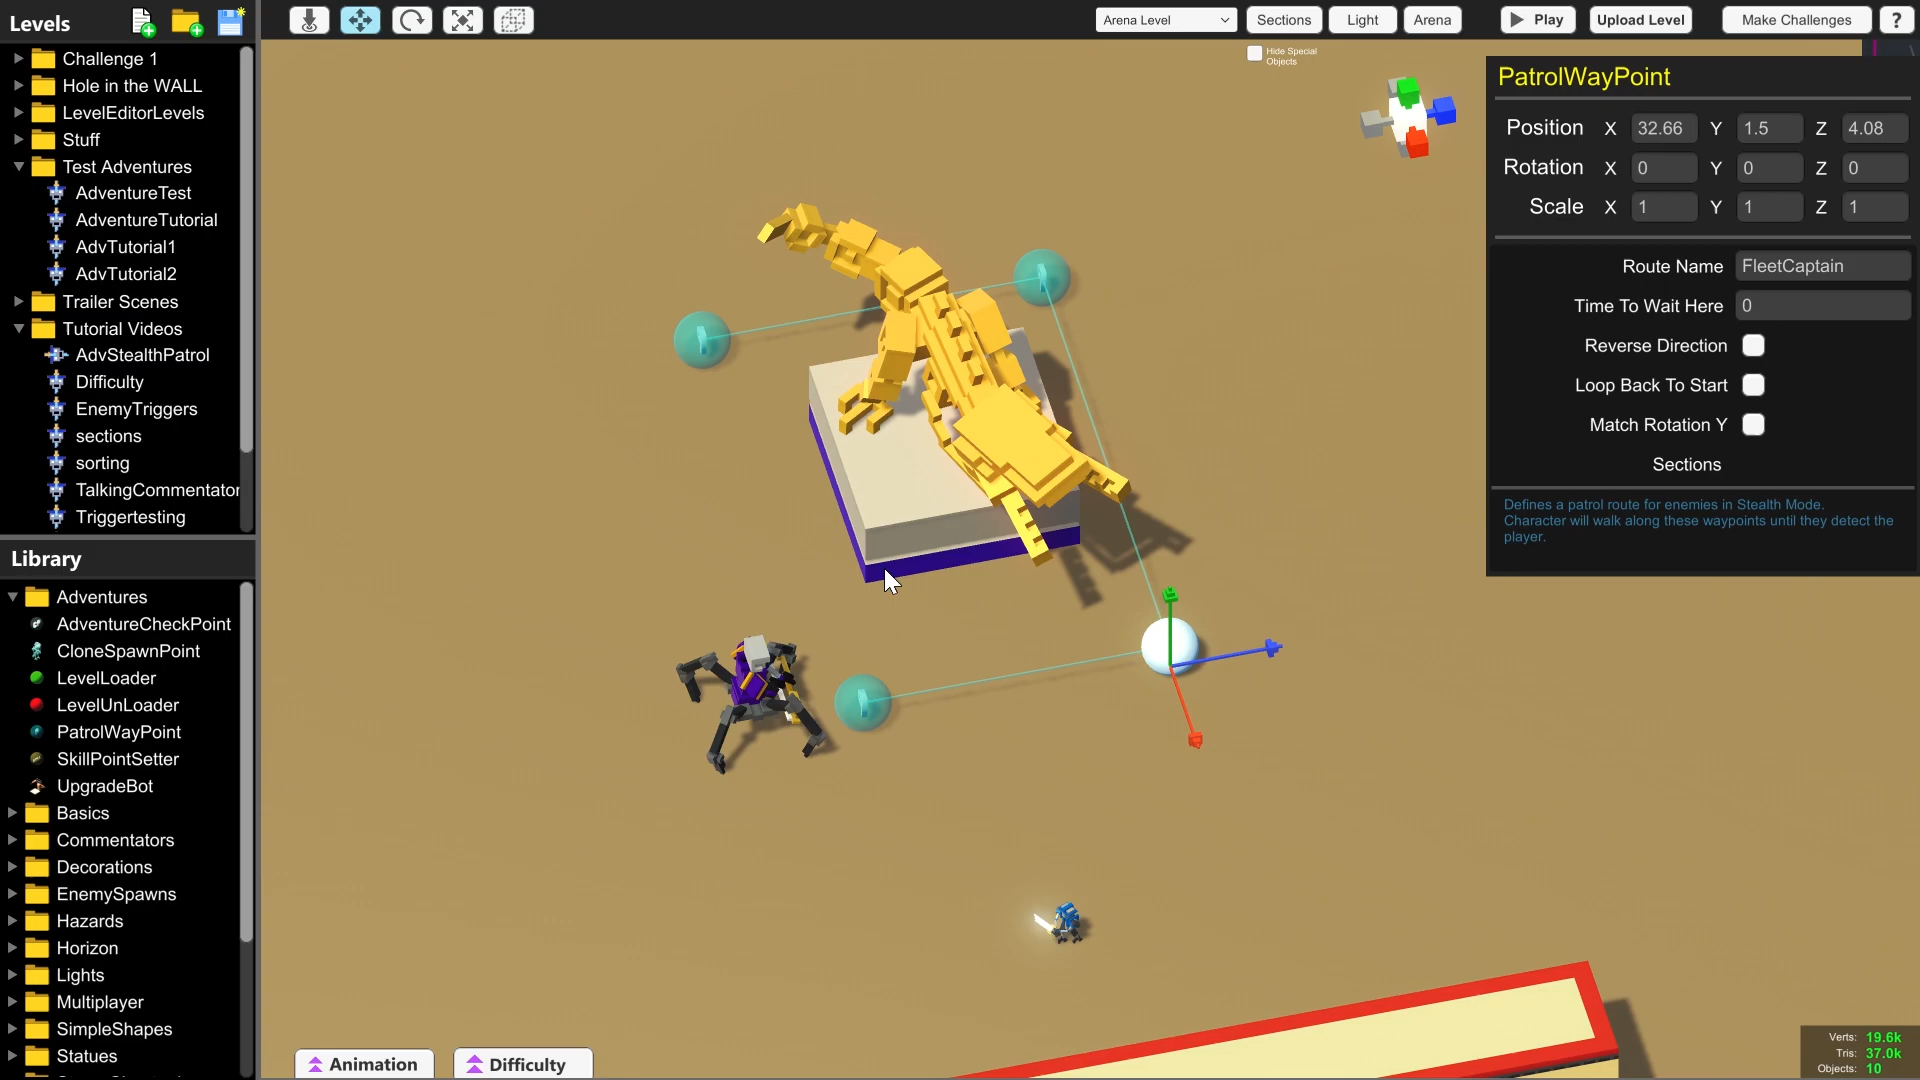 Levels
Arena Level
Sections
Light
Arena
Play
Upload Level
Make Challenges
?
Hide Special
Objects
Challenge 1
Hole in the WALL
LevelEditorLevels
Stuff
Test Adventures
AdventureTest
AdventureTutorial
AdvTutorial1
AdvTutorial2
Trailer Scenes
Tutorial Videos
AdvStealthPatrol
Difficulty
EnemyTriggers
sections
sorting
TalkingCommentator
Triggertesting
Library
Adventures
AdventureCheckPoint
CloneSpawnPoint
LevelLoader
LevelUnLoader
PatrolWayPoint
SkillPointSetter
UpgradeBot
Basics
Commentators
Decorations
EnemySpawns
Hazards
Horizon
Lights
Multiplayer
SimpleShapes
Statues
PatrolWayPoint
Position X 32.66 Y 1.5 Z 4.08
Rotation X 0 Y 0 Z 0
Scale X 1 Y 1 Z 1
Route Name FleetCaptain
Time To Wait Here 0
Reverse Direction
Loop Back To Start
Match Rotation Y
Sections
Defines a patrol route for enemies in Stealth Mode.
Character will walk along these waypoints until they detect the
player.
Animation
Difficulty
Verts: 19.6k
Tris: 37.0k
Objects: 10